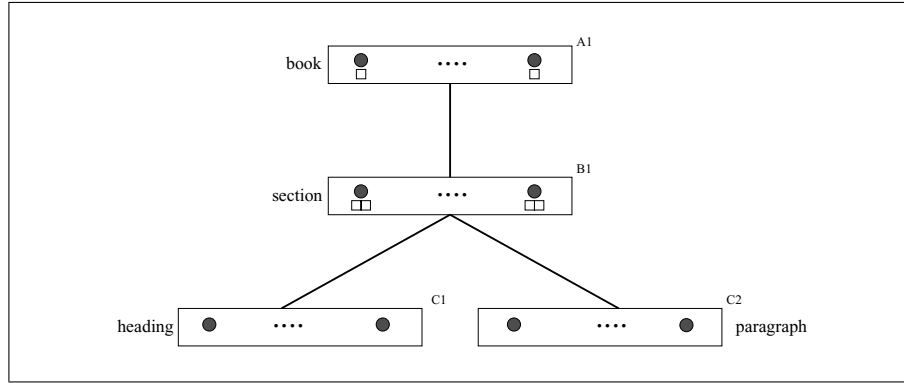 A1
book
B1
section
C1
heading
C2
paragraph